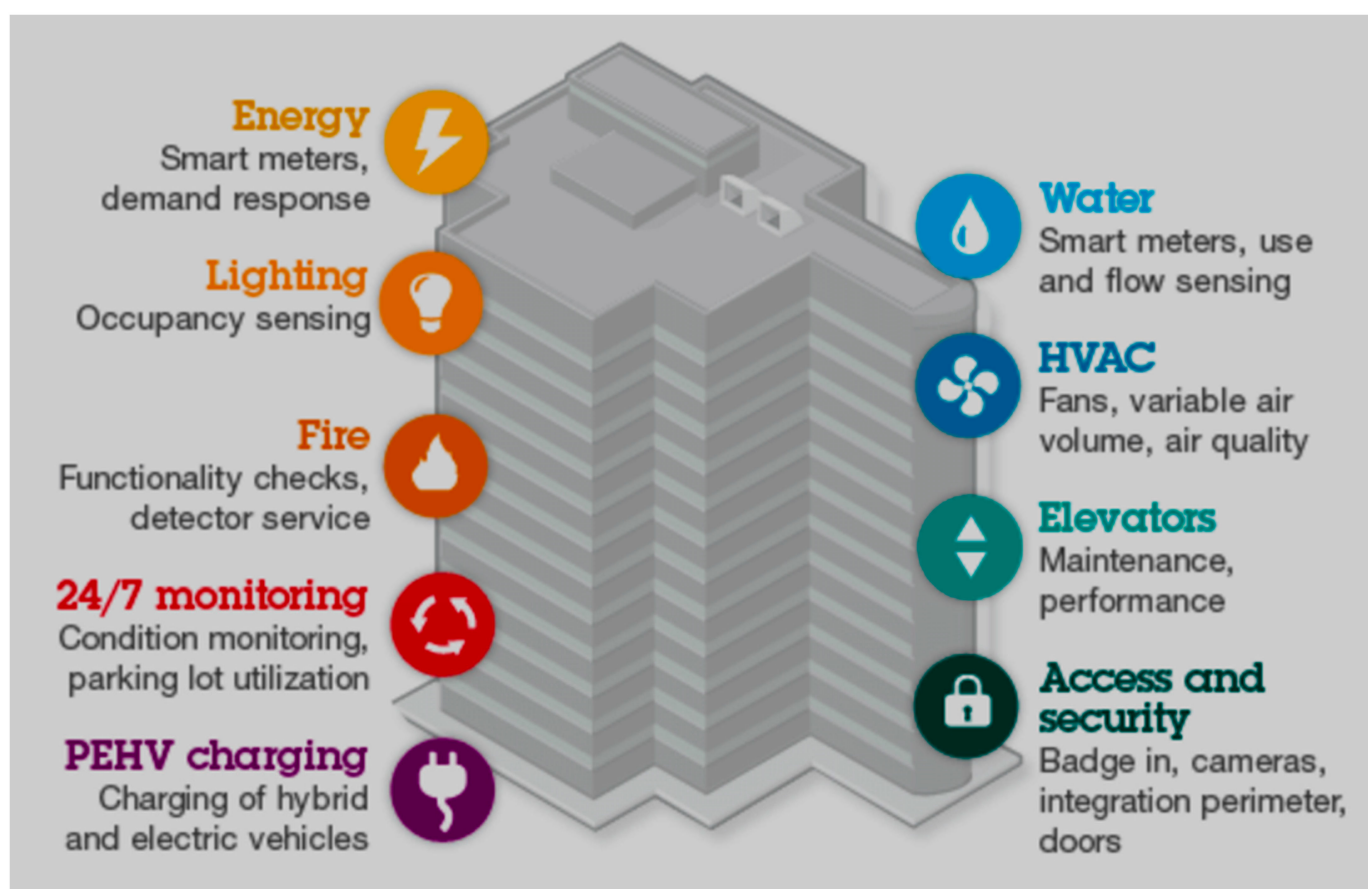 Energy
Smart meters,
demand response
Lighting
Occupancy sensing
Fire
Functionality checks,
detector service
24/7 monitoring
Condition monitoring,
parking lot utilization
PEHV charging
Charging of hybrid
and electric vehicles
Water
Smart meters, use
and flow sensing
HVAC
Fans, variable air
volume, air quality
Elevators
Maintenance,
performance
Access and
security
Badge in, cameras,
integration perimeter,
doors